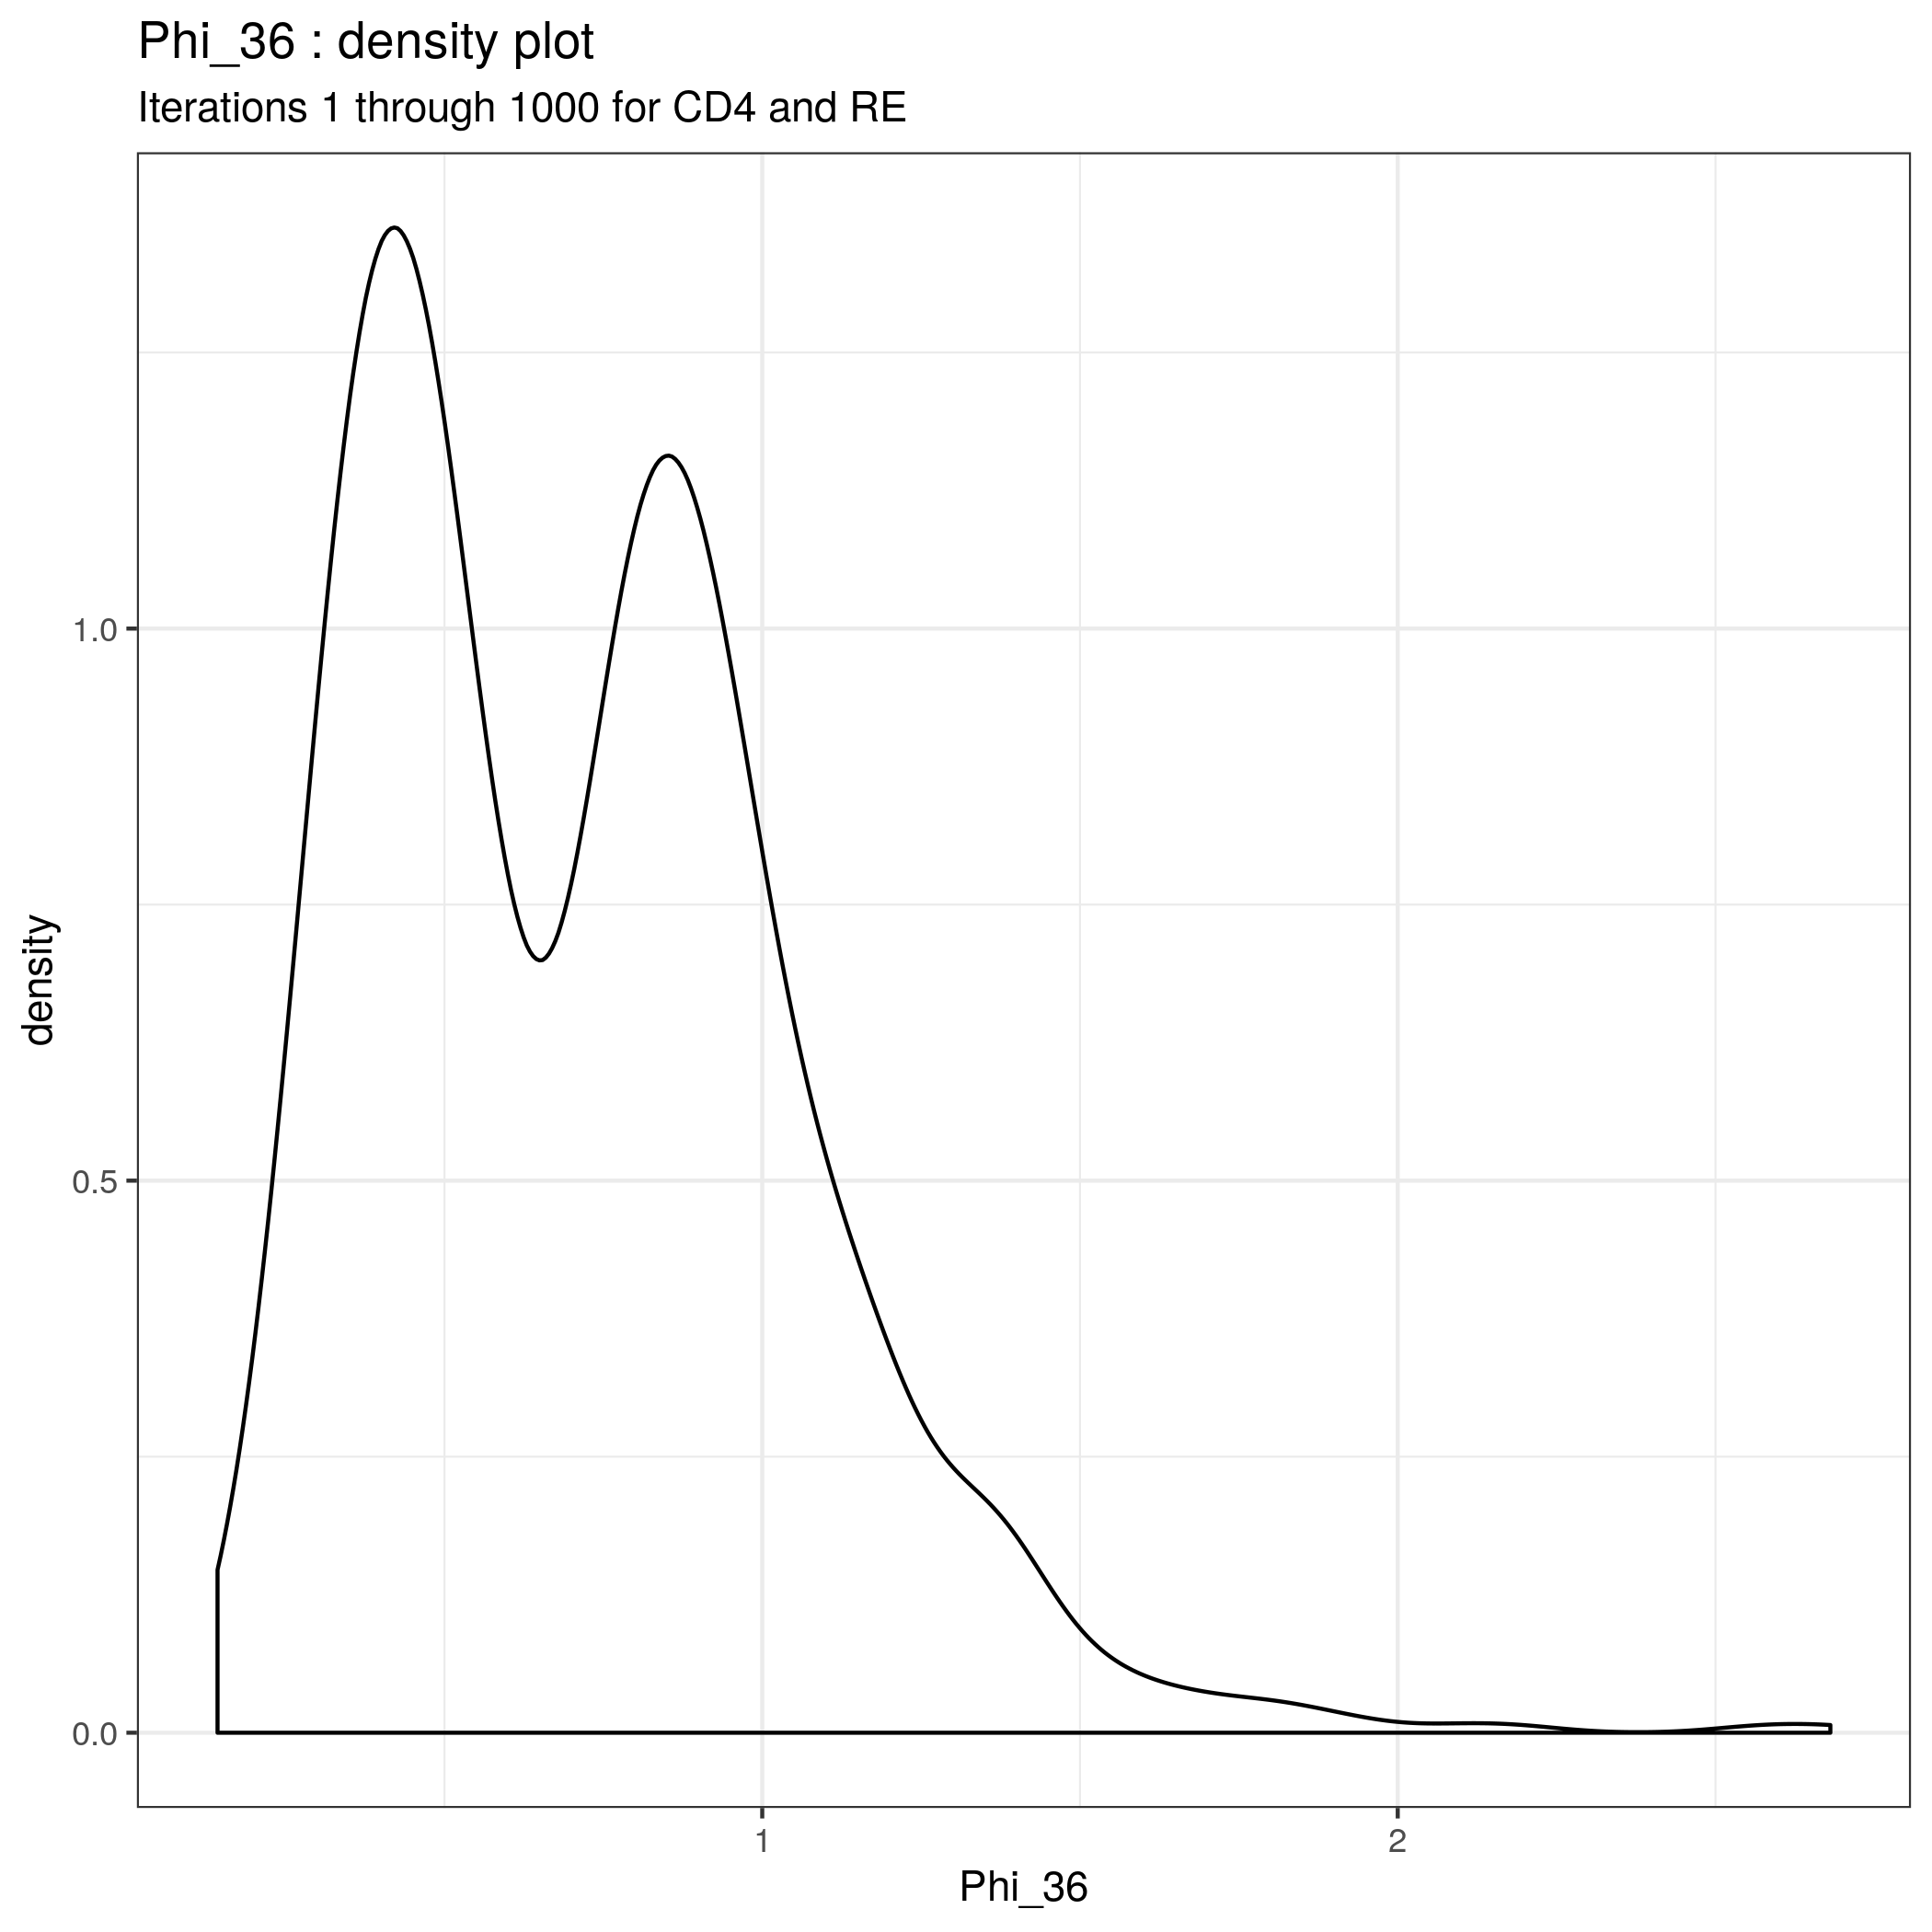 Phi_36 : density plot
Iterations 1 through 1000 for CD4 and RE
density
1.0
0.5
0.0
1
2
Phi_36